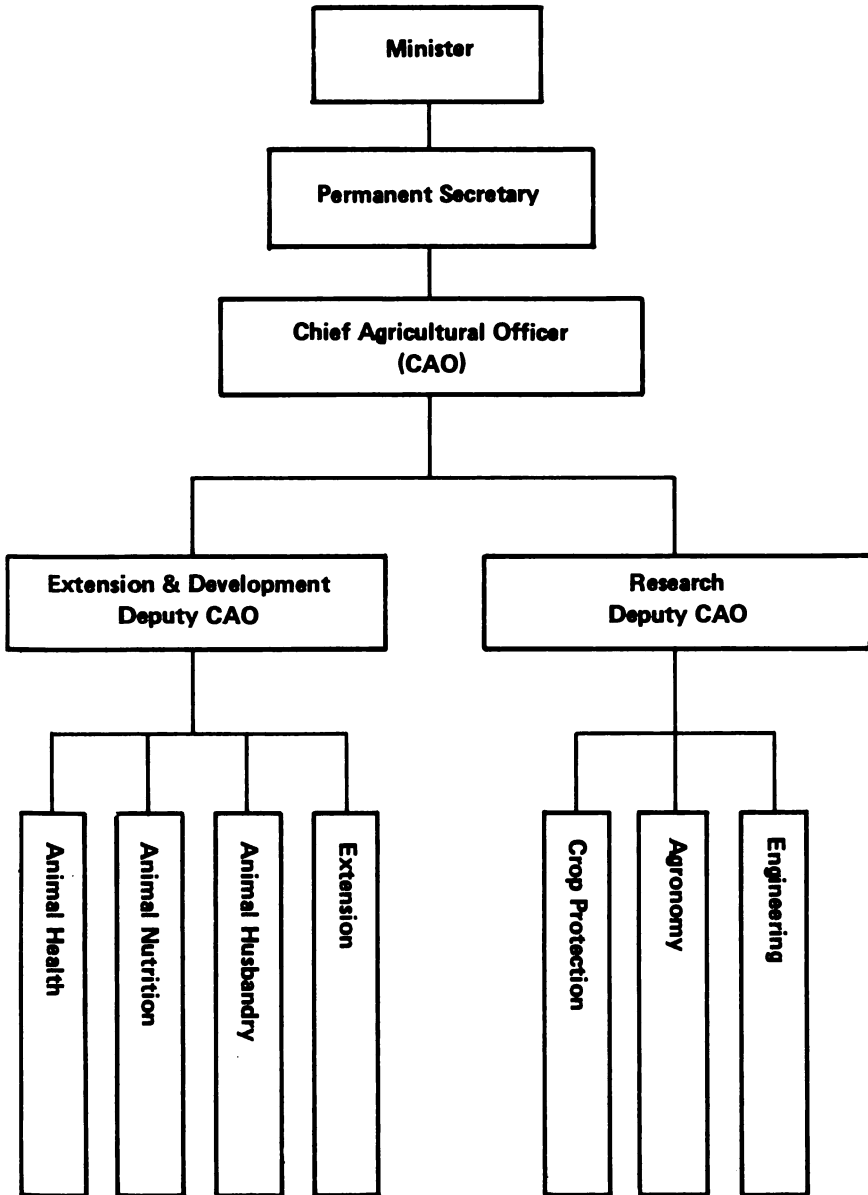 Minister
Permanent Secretary
Chief Agricultural Officer
(CAO)
Extension & Development
Deputy CAO
Research
Deputy CAO
Animal Health
Animal Nutrition
Animal Husbandry
Extension
Crop Protection
Agronomy
Engineering